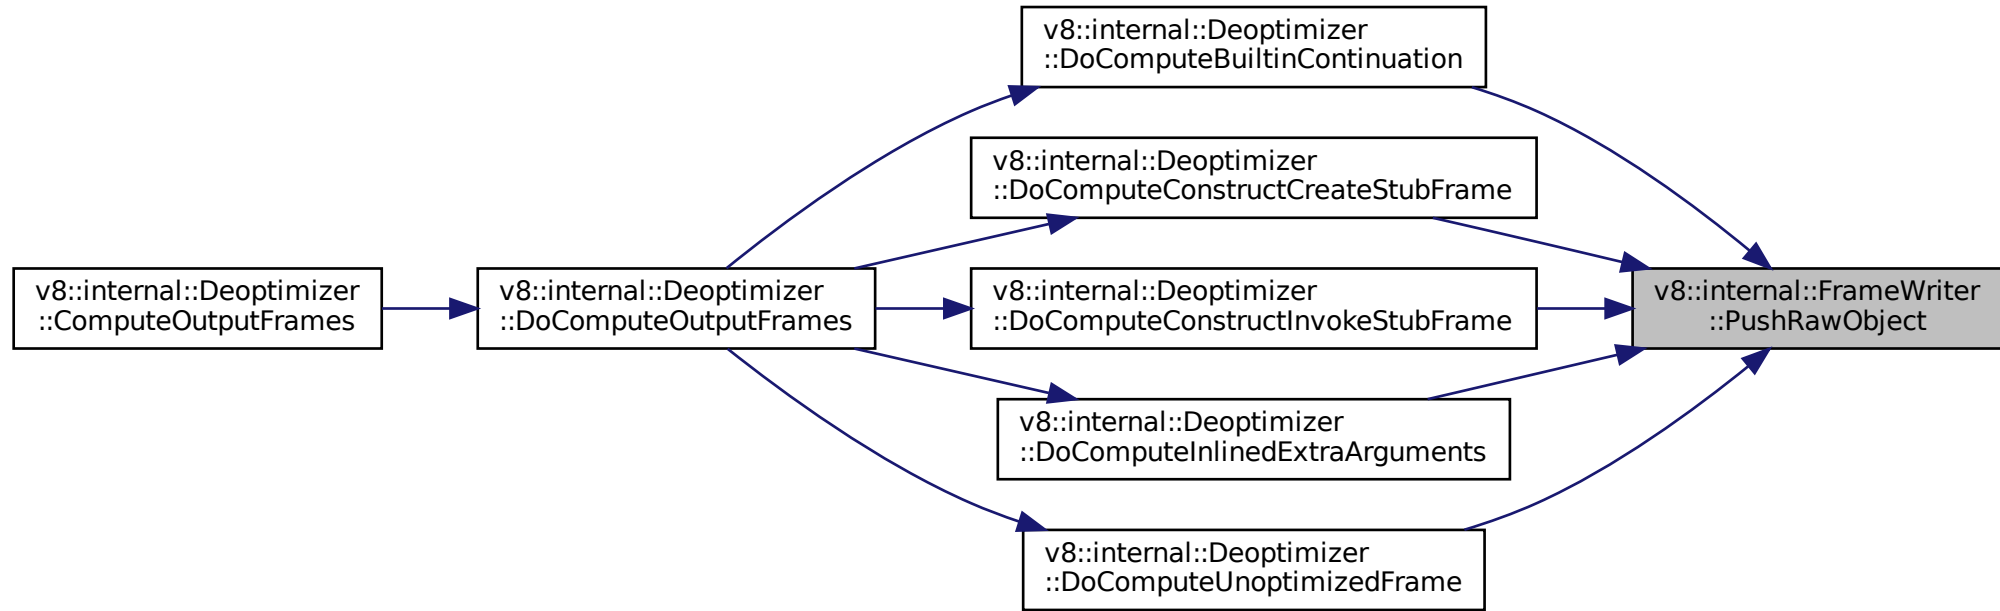 v8::internal::Deoptimizer
::ComputeOutputFrames
v8::internal::Deoptimizer
::DoComputeOutputFrames
v8::internal::Deoptimizer
::DoComputeBuiltinContinuation
v8::internal::Deoptimizer
::DoComputeConstructCreateStubFrame
v8::internal::Deoptimizer
::DoComputeConstructInvokeStubFrame
v8::internal::Deoptimizer
::DoComputeInlinedExtraArguments
v8::internal::Deoptimizer
::DoComputeUnoptimizedFrame
v8::internal::FrameWriter
::PushRawObject